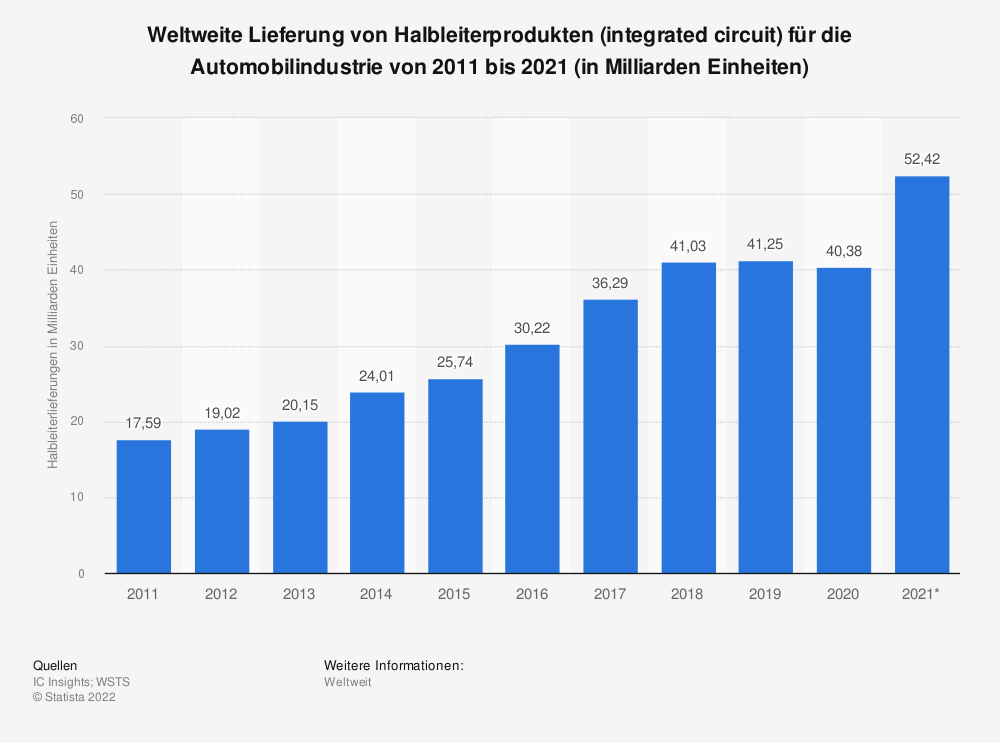 Weltweite Lieferung von Halbleiterprodukten (integrated circuit) für die
Automobilindustrie von 2011 bis 2021 (in Milliarden Einheiten)
Halbleiterlieferungen in Milliarden Einheiten
60
50
40
30
20
10
0
17,59
19,02
20,15
24,01
25,74
30,22
36,29
41,03
41,25
40,38
52,42
2011 2012 2013 2014 2015 2016 2017 2018 2019 2020 2021*
Quellen
IC Insights; WSTS
© Statista 2022
Weitere Informationen:
Weltweit